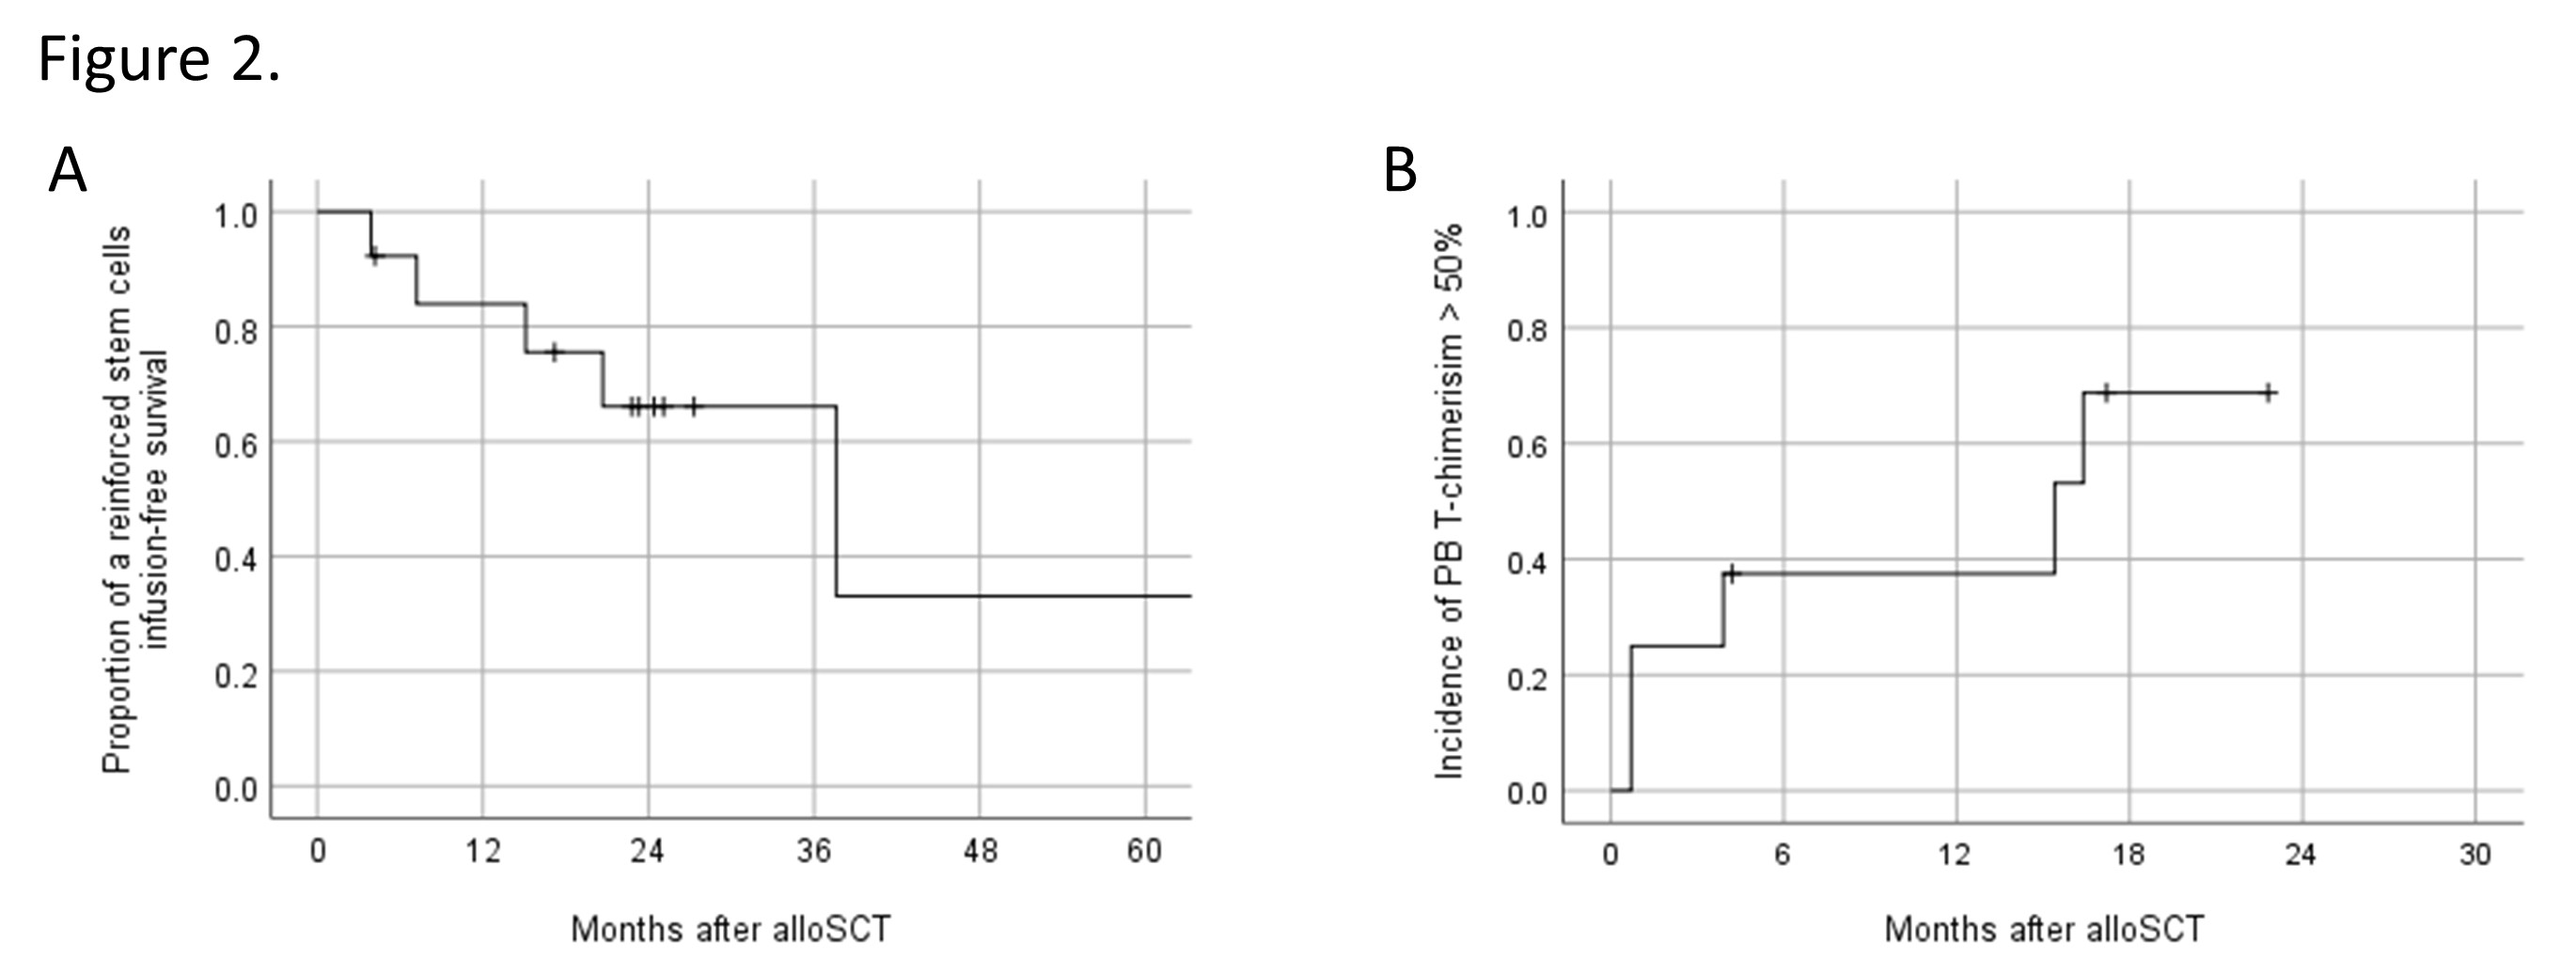 Figure 2.
A
Proportion of a reinforced stem cells
infusion-free survival
1.0
0.8
0.6
0.4
0.2
0.0
0 12 24 36 48 60
Months after alloSCT
B
Incidence of PB T-chimerisim > 50%
1.0
0.8
0.6
0.4
0.2
0.0
0 6 12 18 24 30
Months after alloSCT